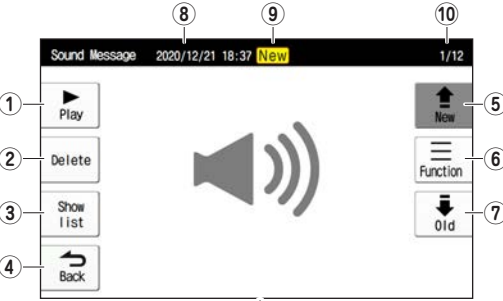 ⑧ ⑨ ⑩
Sound Message 2020/12/21 18:37 New 1/12
① Play
New ⑤
② Delete
Function ⑥
③ Show
list
Old ⑦
④ Back